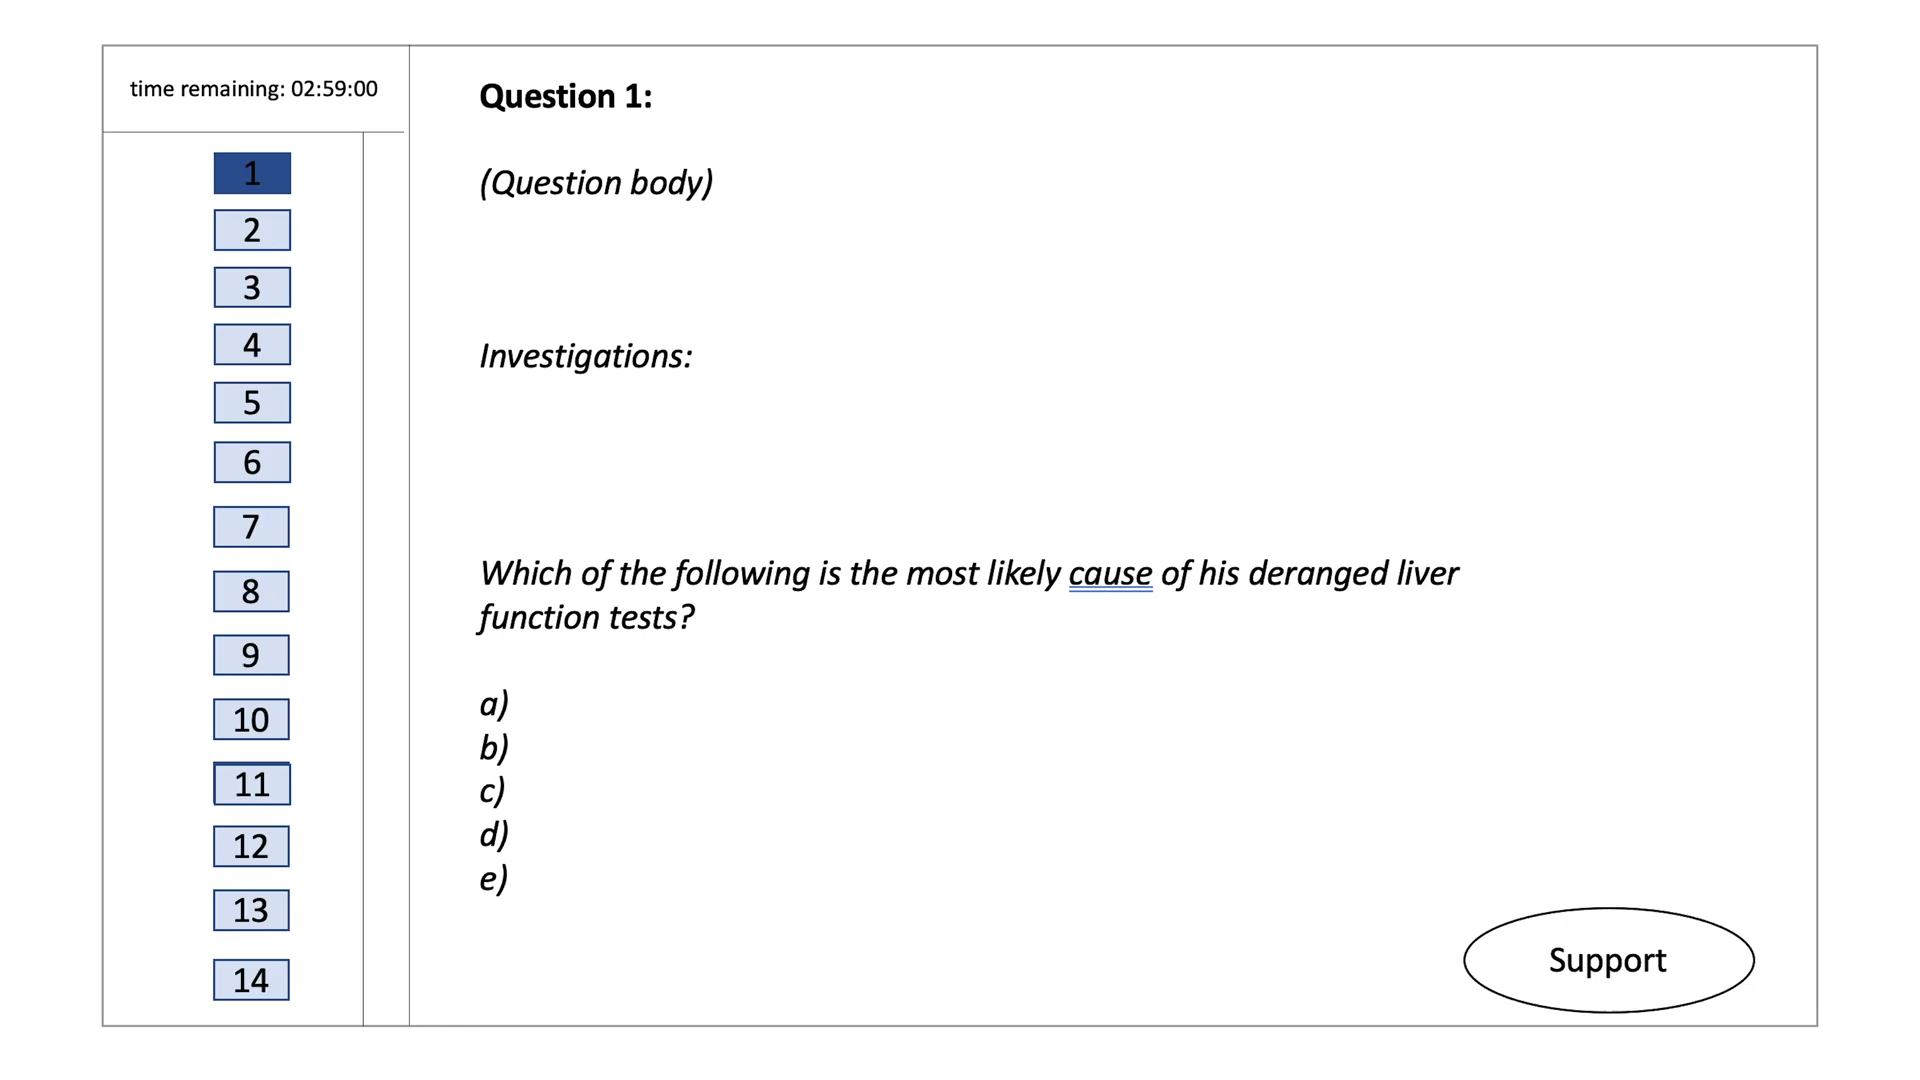 time remaining: 02:59:00
1
2
3
4
5
6
7
8
9
10
11
12
13
14
Question 1:
(Question body)
Investigations:
Which of the following is the most likely cause of his deranged liver
function tests?
a)
b)
c)
d)
e)
Support